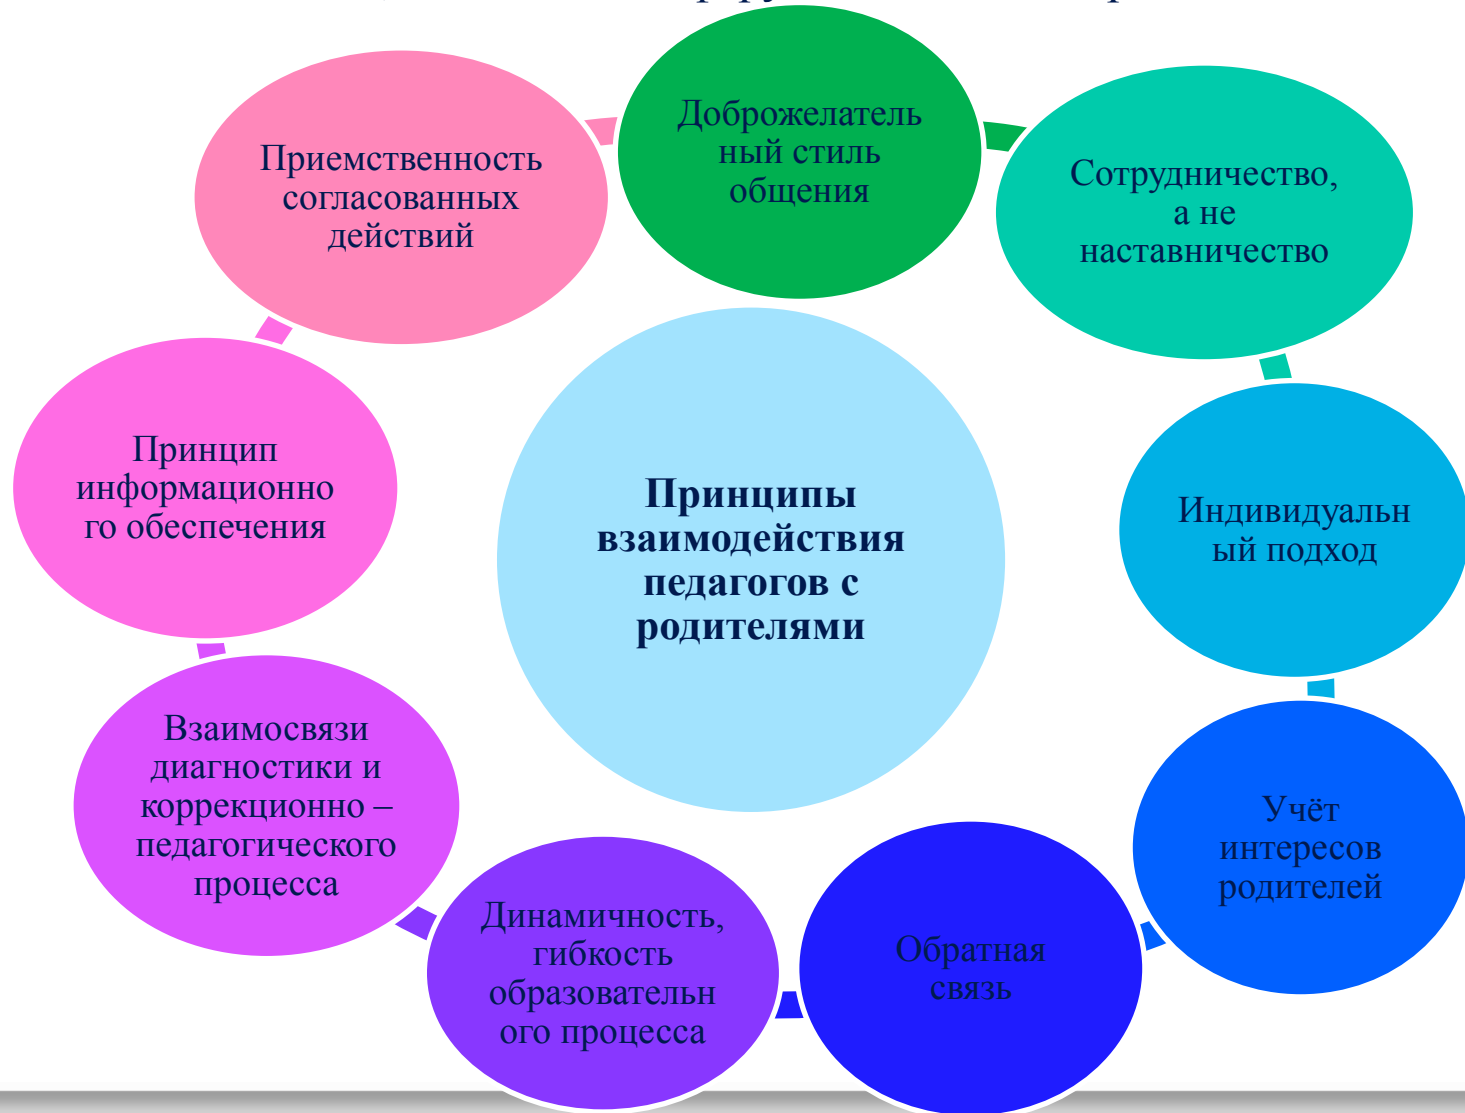 Доброжелатель
ный стиль
общения
Сотрудничество,
а не
наставничество
Индивидуальн
ый подход
Учёт
интересов
родителей
Обратная
связь
Динамичность,
гибкость
образовательн
ого процесса
Взаимосвязи
диагностики и
коррекционно –
педагогического
процесса
Принцип
информационно
го обеспечения
Приемственность
согласованных
действий
Принципы
взаимодействия
педагогов с
родителями